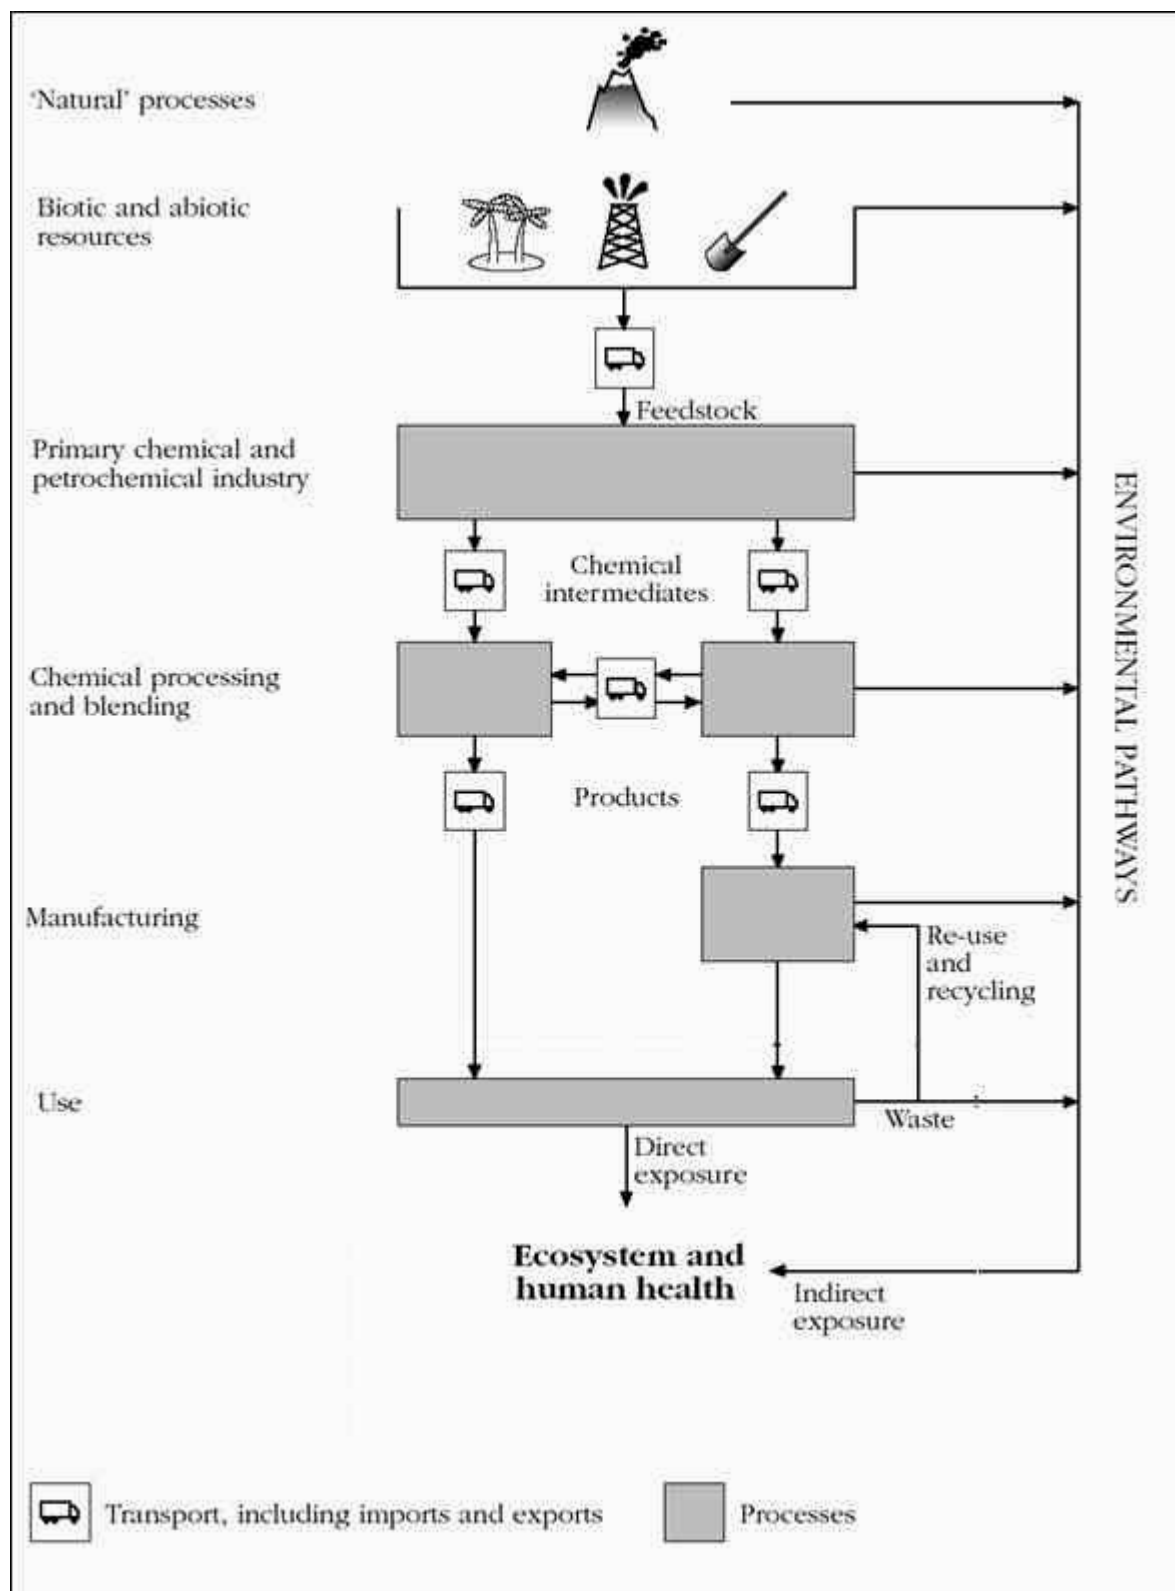 'Natural' processes
Biotic and abiotic
resources
Feedstock
Primary chemical and
petrochemical industry
Chemical
intermediates
Chemical processing
and blending
Products
ENVIRONMENTAL PATHWAYS
Manufacturing
Re-use
and
recycling
Use
Waste
Direct
exposure
Ecosystem and
human health
Indirect
exposure
Transport, including imports and exports
Processes